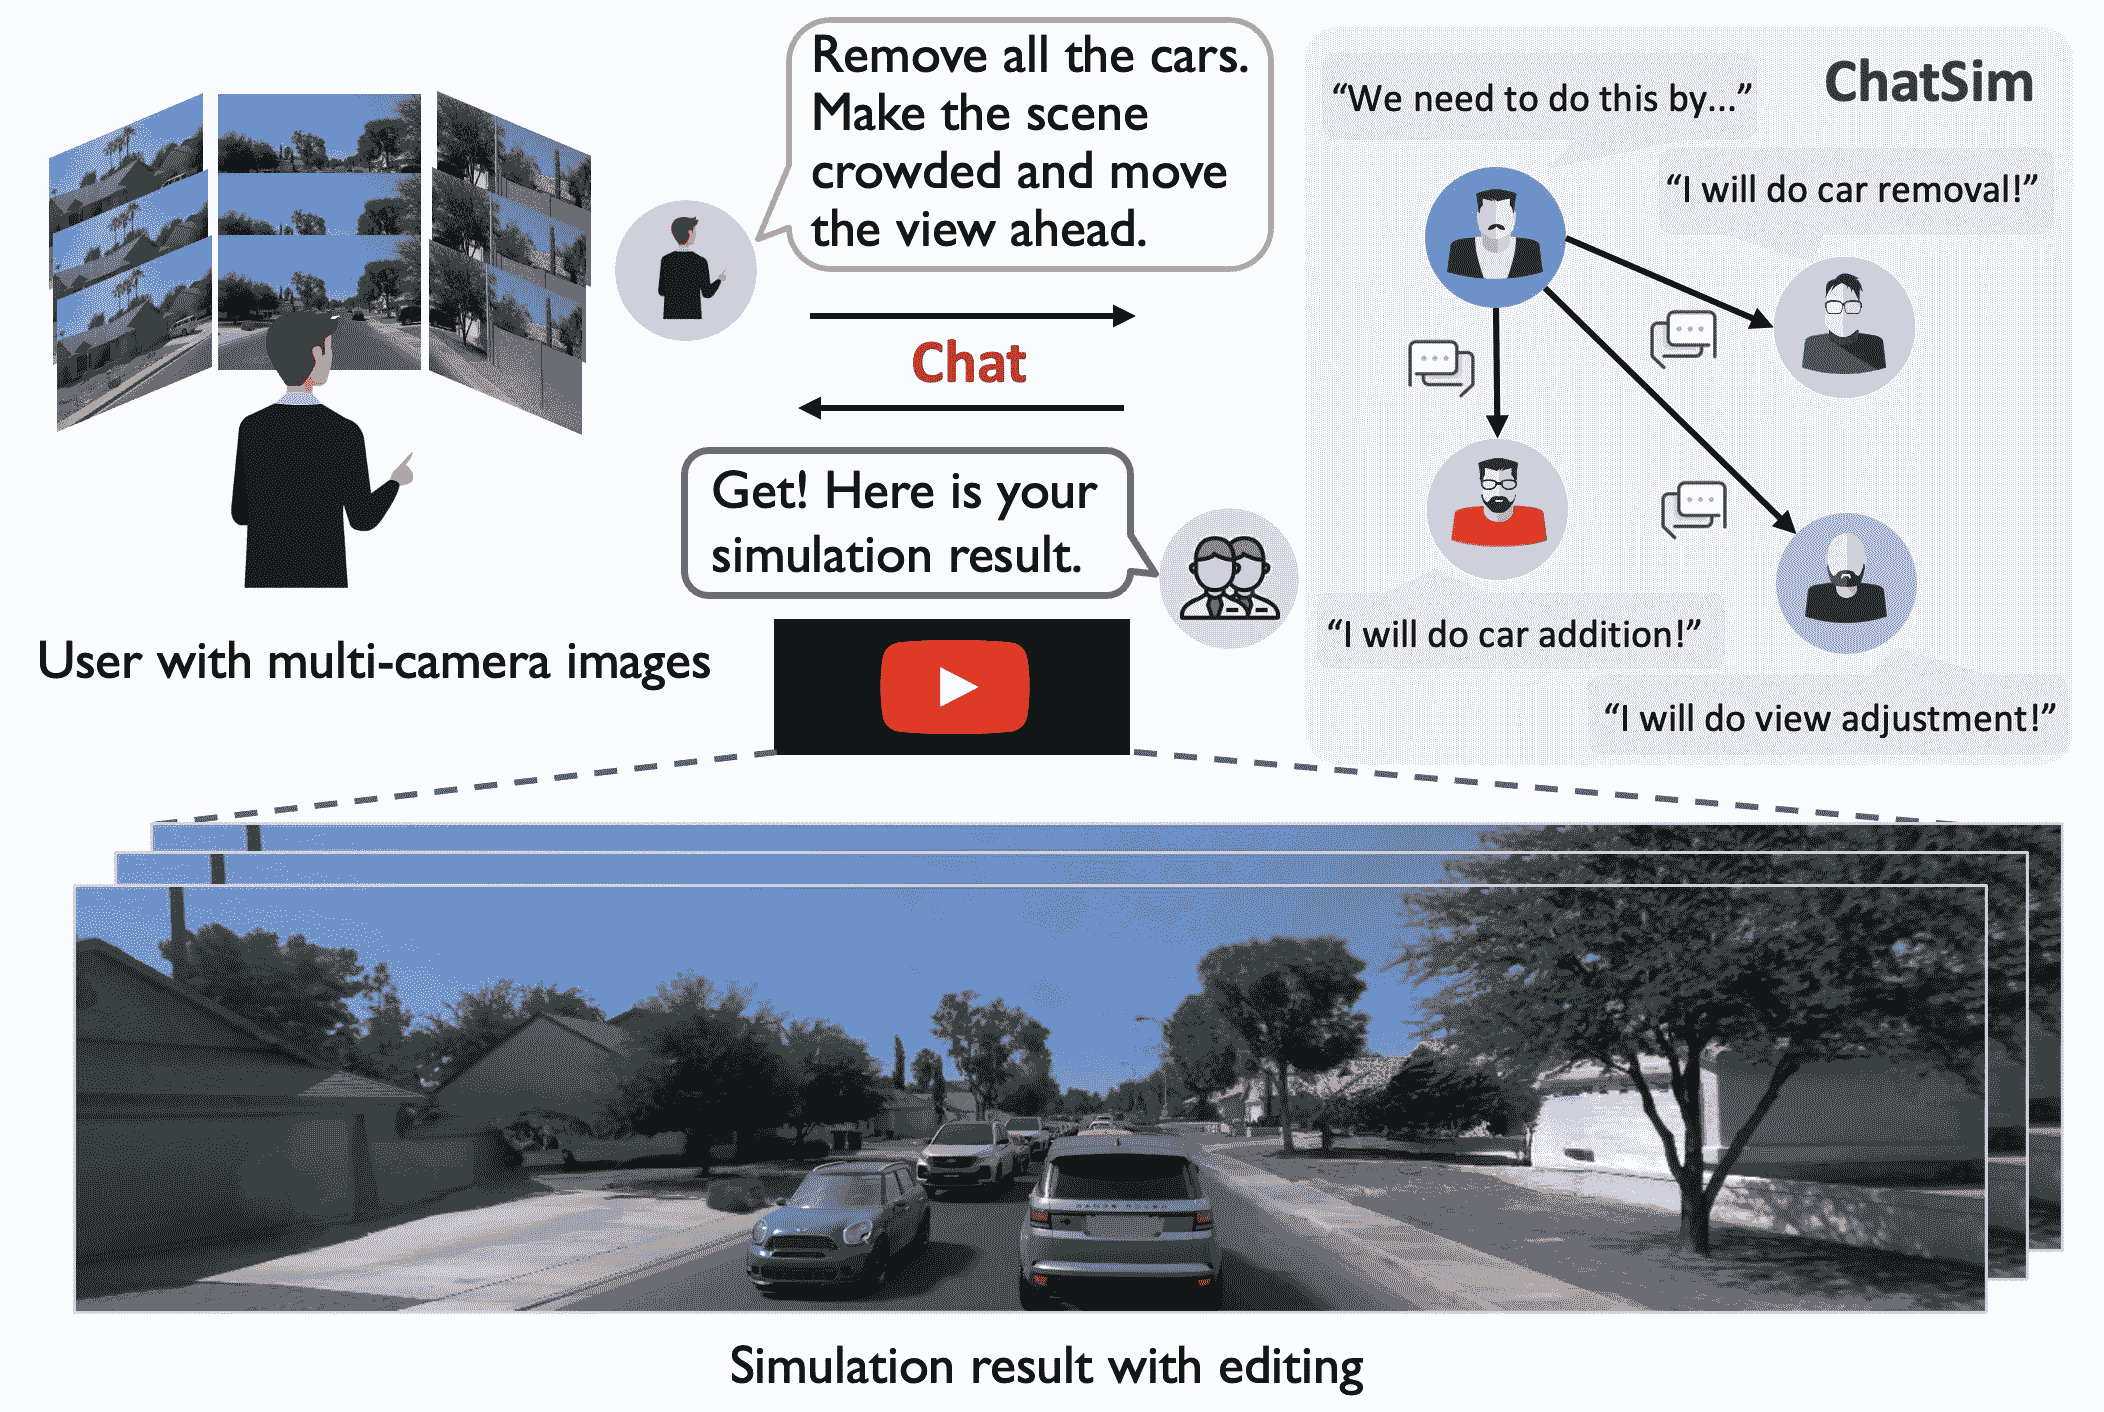 Remove all the cars.
Make the scene
crowded and move
the view ahead.
Chat
Get! Here is your
simulation result.
User with multi-camera images
ChatSim
“We need to do this by...”
“I will do car removal!”
“I will do car addition!”
“I will do view adjustment!”
RANGE ROVER
Simulation result with editing